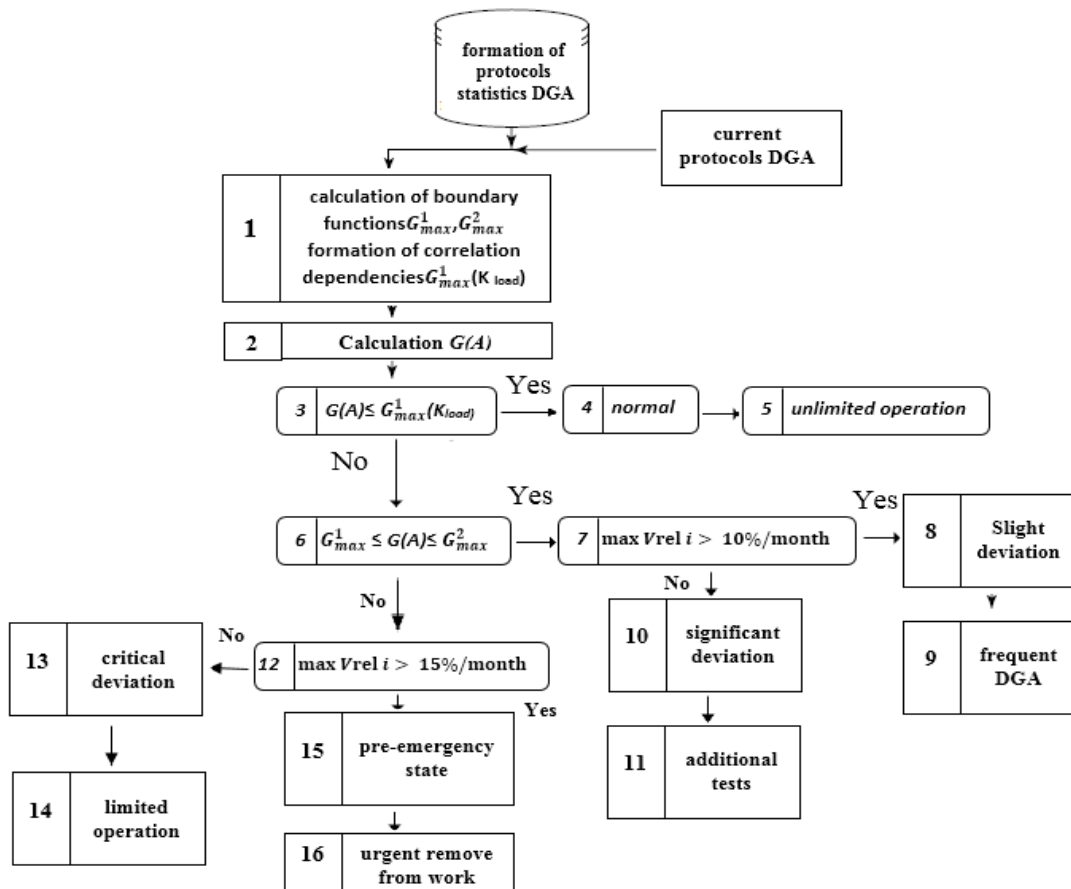 formation of
protocols
statistics DGA
current
protocols DGA
1
calculation of boundary
functionsG¹max,G²max
formation of correlation
dependenciesG¹max(K load)
2
Calculation G(A)
3 G(A)≤ G¹max(Kload)
Yes
4 normal
5 unlimited operation
No
6 G¹max ≤ G(A)≤ G²max
Yes
7 max Vrel i > 10%/month
Yes
8
Slight
deviation
9
frequent
DGA
No
10
significant
deviation
11
additional
tests
No
12 max Vrel i > 15%/month
No
13
critical
deviation
14
limited
operation
Yes
15
pre-emergency
state
16
urgent remove
from work